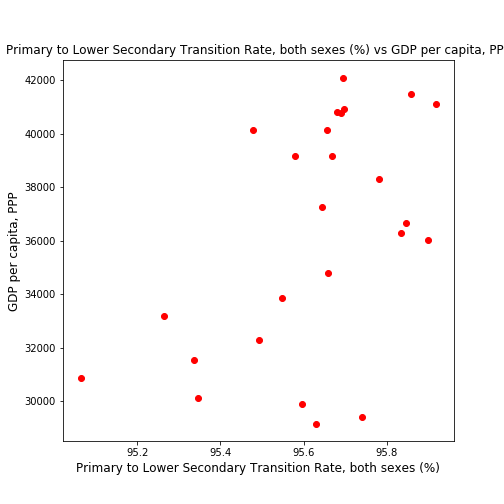 Primary to Lower Secondary Transition Rate, both sexes (%) vs GDP per capita, PP
42000
40000
38000
36000
34000
32000
30000
GDP per capita, PPP
95.2 95.4 95.6 95.8
Primary to Lower Secondary Transition Rate, both sexes (%)